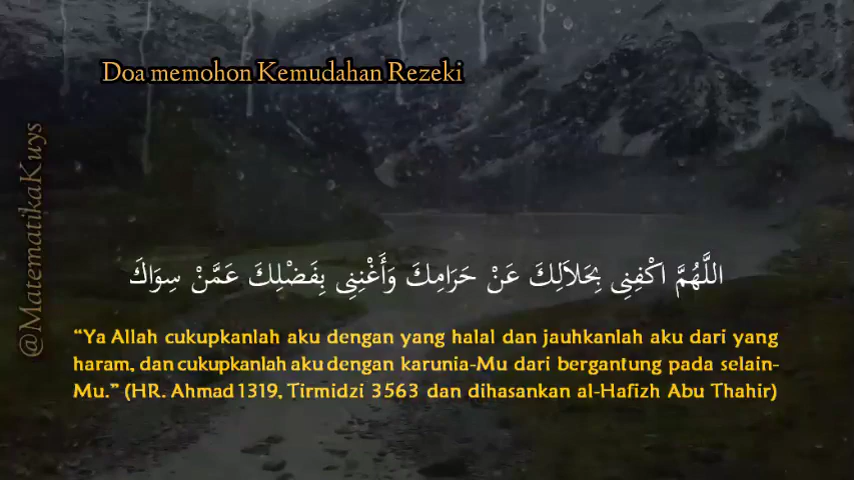 Doa memohon Kemudahan Rezeki
@MatematikaKuys
اللَّهُمَّ اكْفِنِى بِحَلاَلِكَ عَنْ حَرَامِكَ وَأَغْنِنِى بِفَضْلِكَ عَمَّنْ سِوَاكَ
“Ya Allah cukupkanlah aku dengan yang halal dan jauhkanlah aku dari yang
haram, dan cukupkanlah aku dengan karunia-Mu dari bergantung pada selain-
Mu.” (HR. Ahmad 1319, Tirmidzi 3563 dan dihasankan al-Hafizh Abu Thahir)